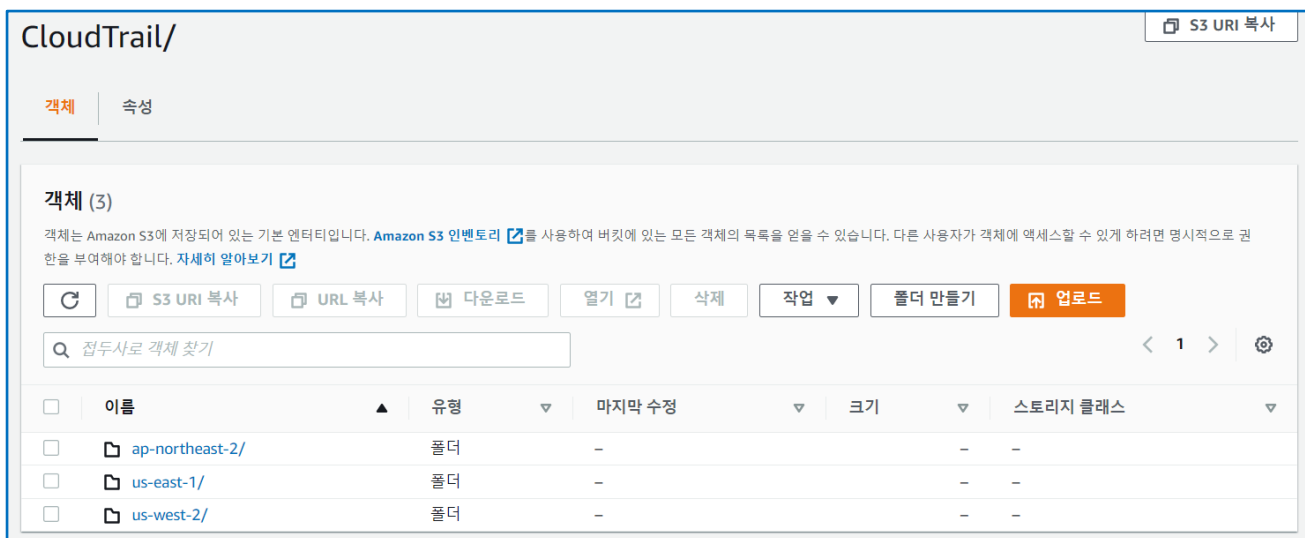 CloudTrail/
S3 URI 복사
객체 속성
객체 (3)
객체는 Amazon S3에 저장되어 있는 기본 엔터티입니다. Amazon S3 인벤토리 를 사용하여 버킷에 있는 모든 객체의 목록을 얻을 수 있습니다. 다른 사용자가 객체에 액세스할 수 있게 하려면 명시적으로 권
한을 부여해야 합니다. 자세히 알아보기
S3 URI 복사 URL 복사 다운로드 열기 삭제 작업 폴더 만들기 업로드
접두사로 객체 찾기 1
이름 유형 마지막 수정 크기 스토리지 클래스
ap-northeast-2/ 폴더 – – –
us-east-1/ 폴더 – – –
us-west-2/ 폴더 – – –